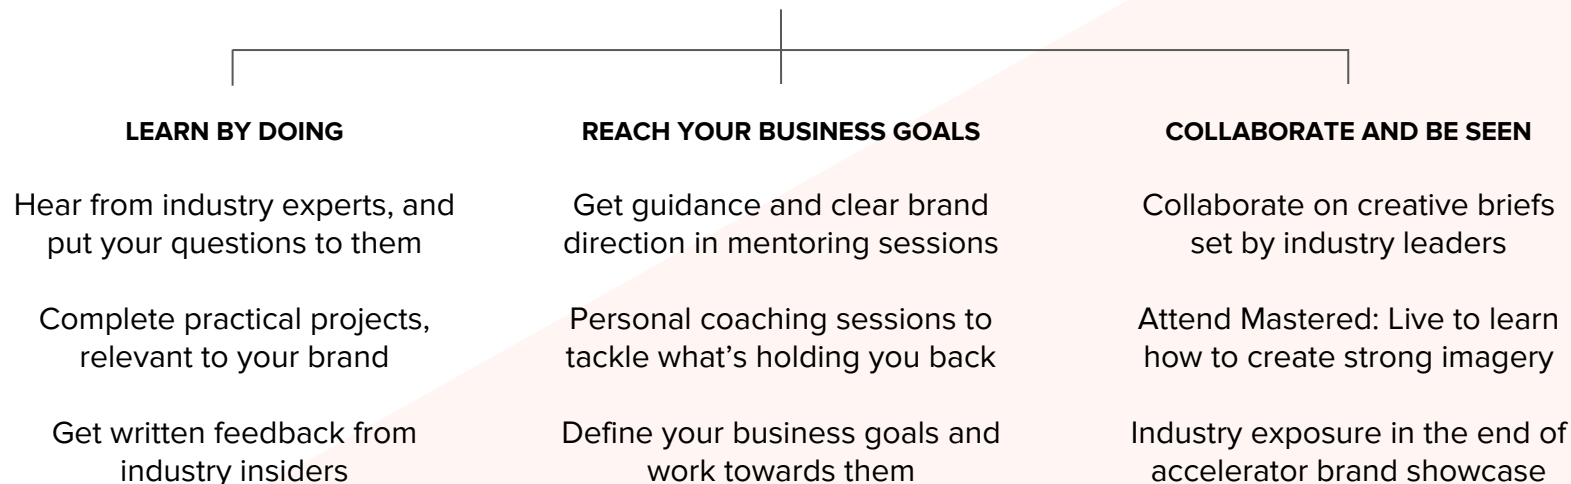 LEARN BY DOING
Hear from industry experts, and
put your questions to them
Complete practical projects,
relevant to your brand
Get written feedback from
industry insiders
REACH YOUR BUSINESS GOALS
Get guidance and clear brand
direction in mentoring sessions
Personal coaching sessions to
tackle what’s holding you back
Define your business goals and
work towards them
COLLABORATE AND BE SEEN
Collaborate on creative briefs
set by industry leaders
Attend Mastered: Live to learn
how to create strong imagery
Industry exposure in the end of
accelerator brand showcase